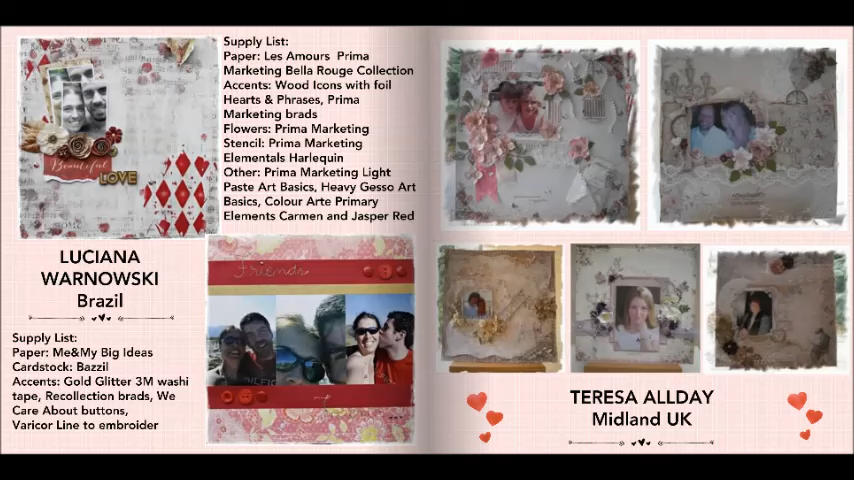 Supply List:
Paper: Les Amours Prima
Marketing Bella Rouge Collection
Accents: Wood Icons with foil
Hearts & Phrases, Prima
Marketing brads
Flowers: Prima Marketing
Stencil: Prima Marketing
Elementals Harlequin
Other: Prima Marketing Light
Paste Art Basics, Heavy Gesso Art
Basics, Colour Arte Primary
Elements Carmen and Jasper Red
Beautiful
LOVE
LUCIANA
WARNOWSKI
Brazil
Friends
Supply List:
Paper: Me&My Big Ideas
Cardstock: Bazzil
Accents: Gold Glitter 3M washi
tape, Recollection brads, We
Care About buttons,
Varicor Line to embroider
TERESA ALLDAY
Midland UK